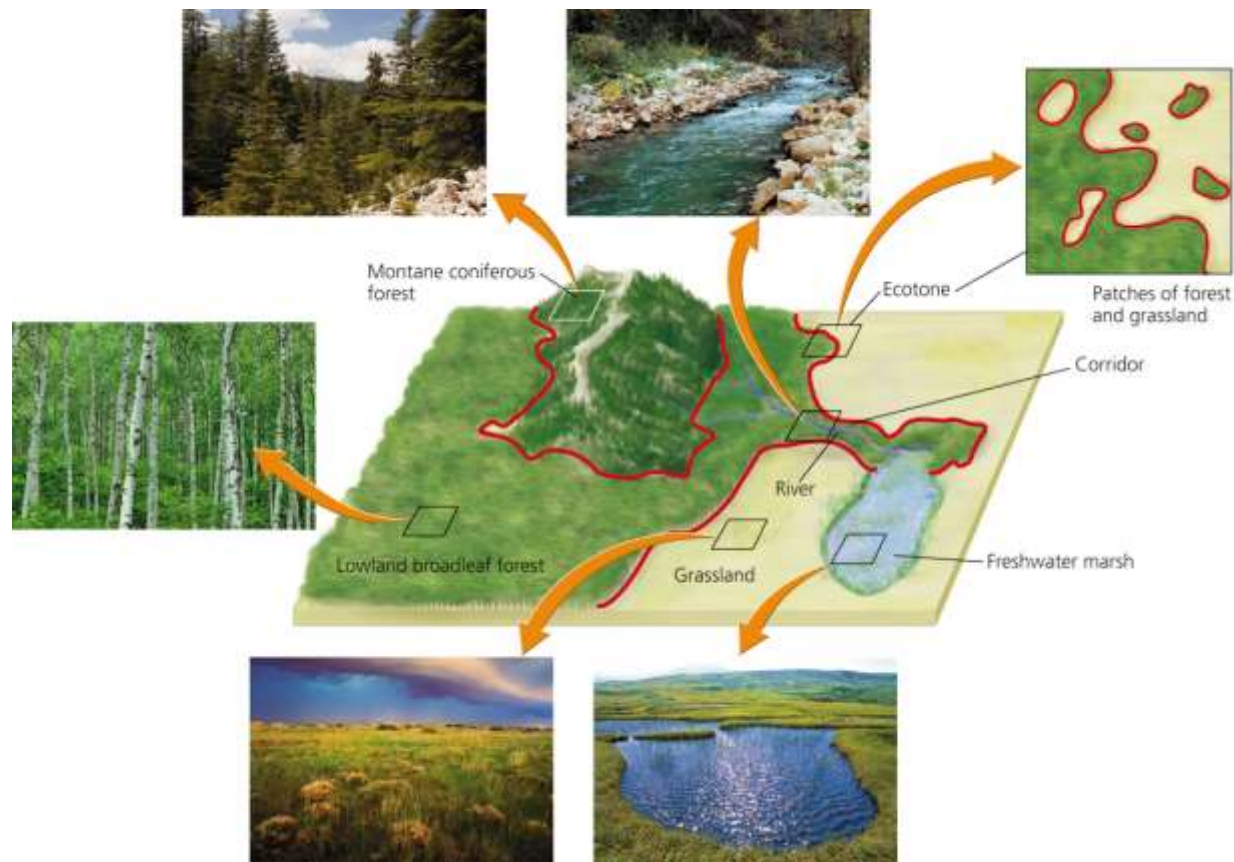 Montane coniferous
forest
Ecotone
Patches of forest
and grassland
Corridor
River
Lowland broadleaf forest
Grassland
Freshwater marsh